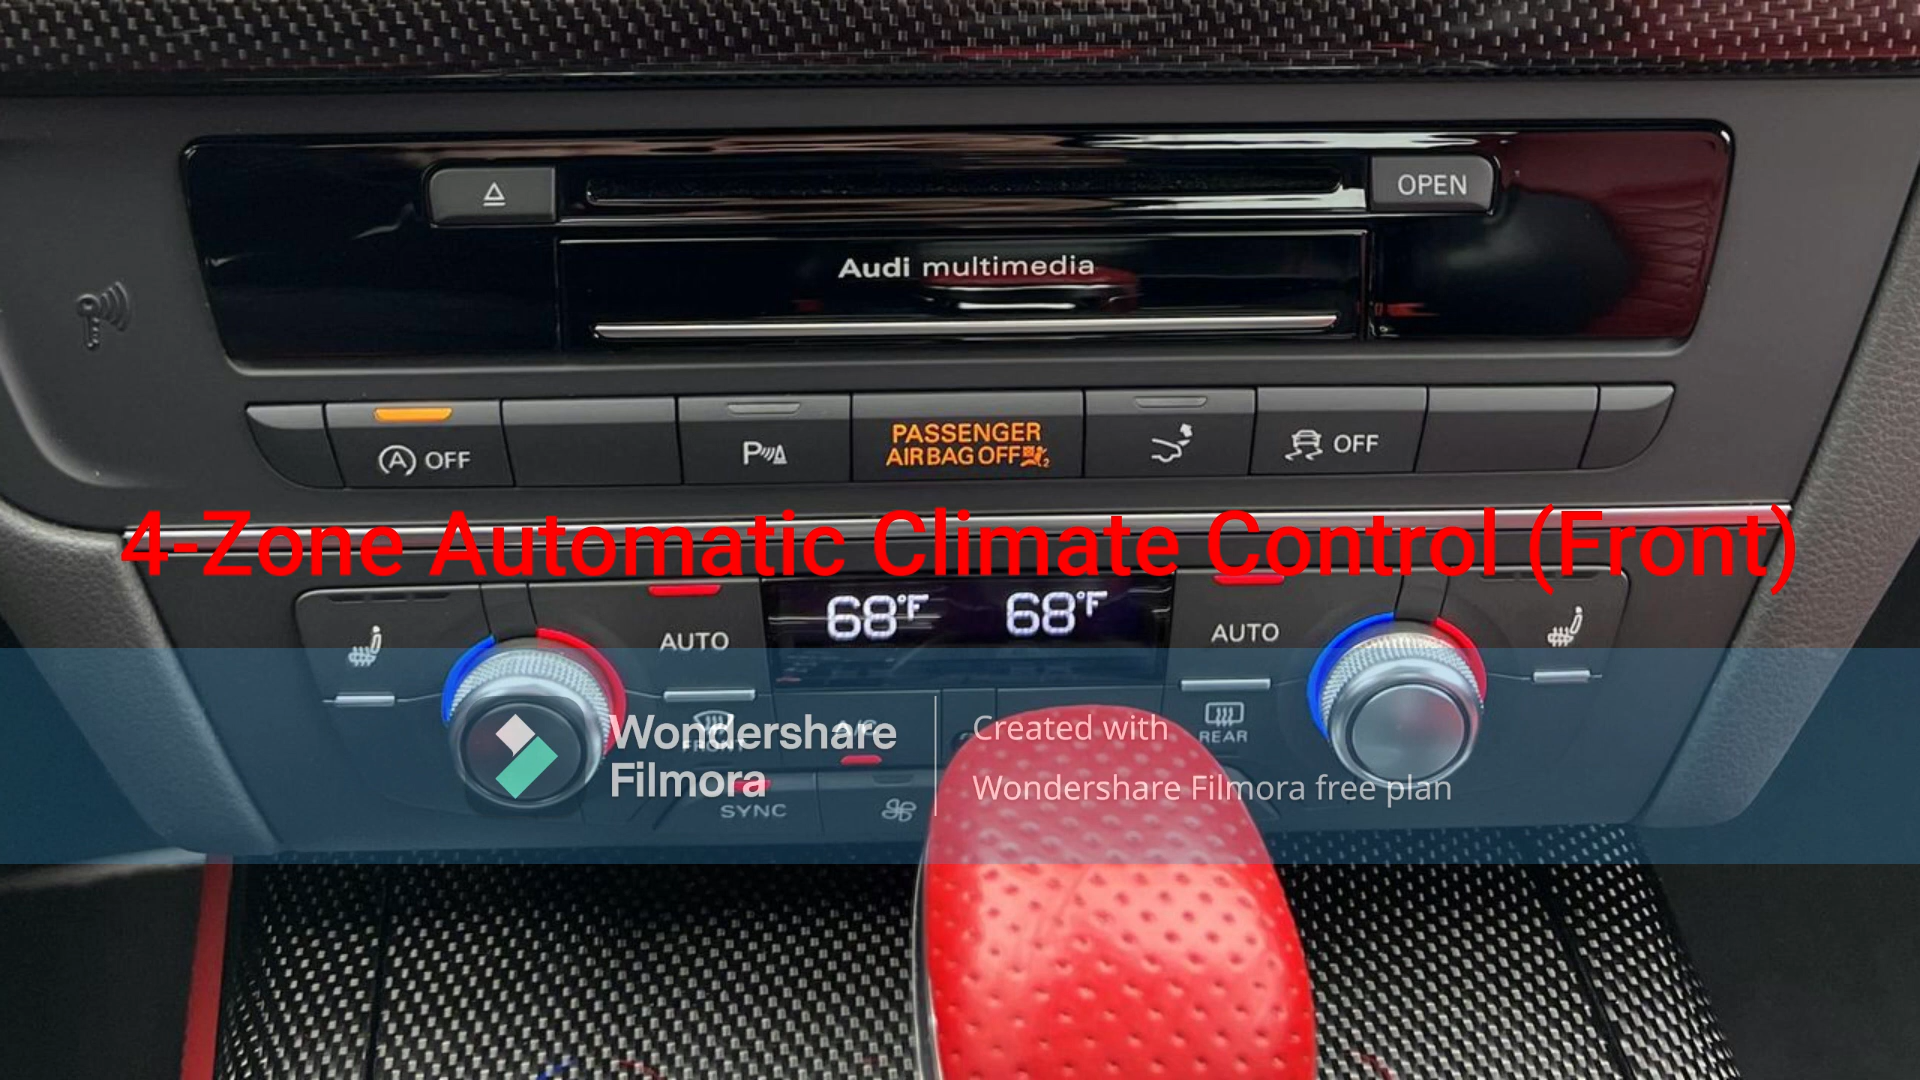 OPEN
Audi multimedia
OFF
P
PASSENGER
AIRBAG OFF
OFF
4-Zone Automatic Climate Control (Front)
68°F 68°F
AUTO
AUTO
FRONT
A/C
REAR
SYNC
Wondershare
Filmora
Created with
Wondershare Filmora free plan